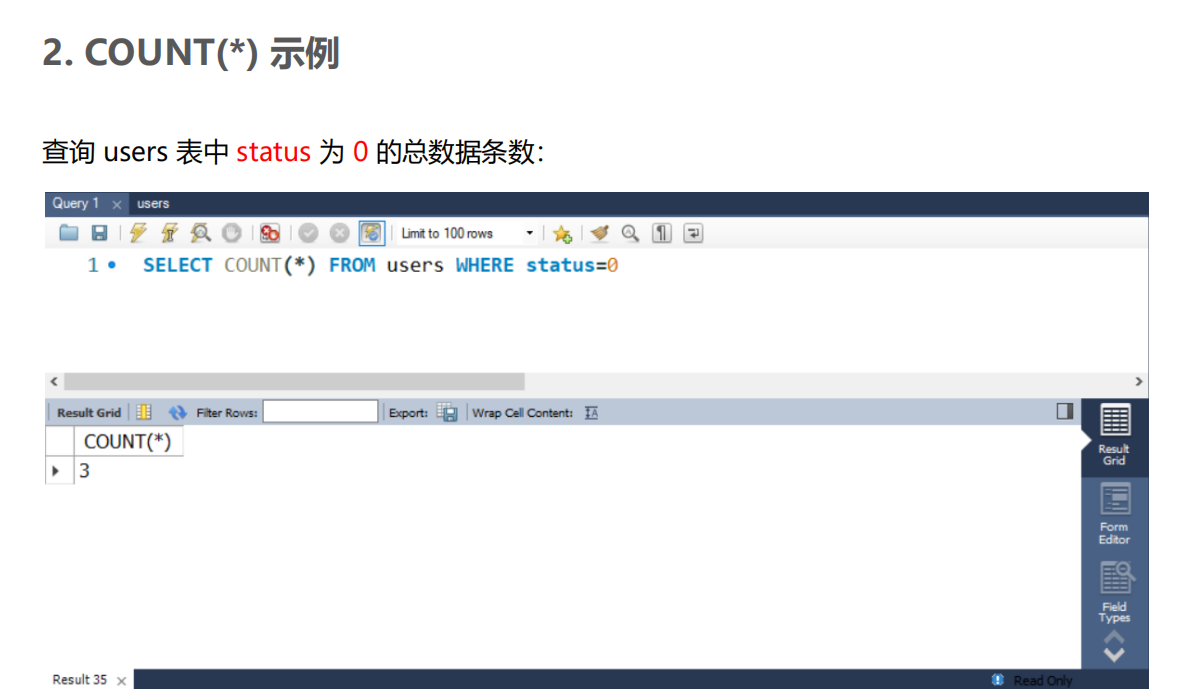 2. COUNT(*) 示例
查询 users 表中 status 为 0 的总数据条数：
Query 1 users
Limit to 100 rows
1 SELECT COUNT(*) FROM users WHERE status=0
Result Grid Filter Rows: Export: Wrap Cell Content: IA
COUNT(*)
3
Result
Grid
Form
Editor
Field
Types
Result 35 Read Only